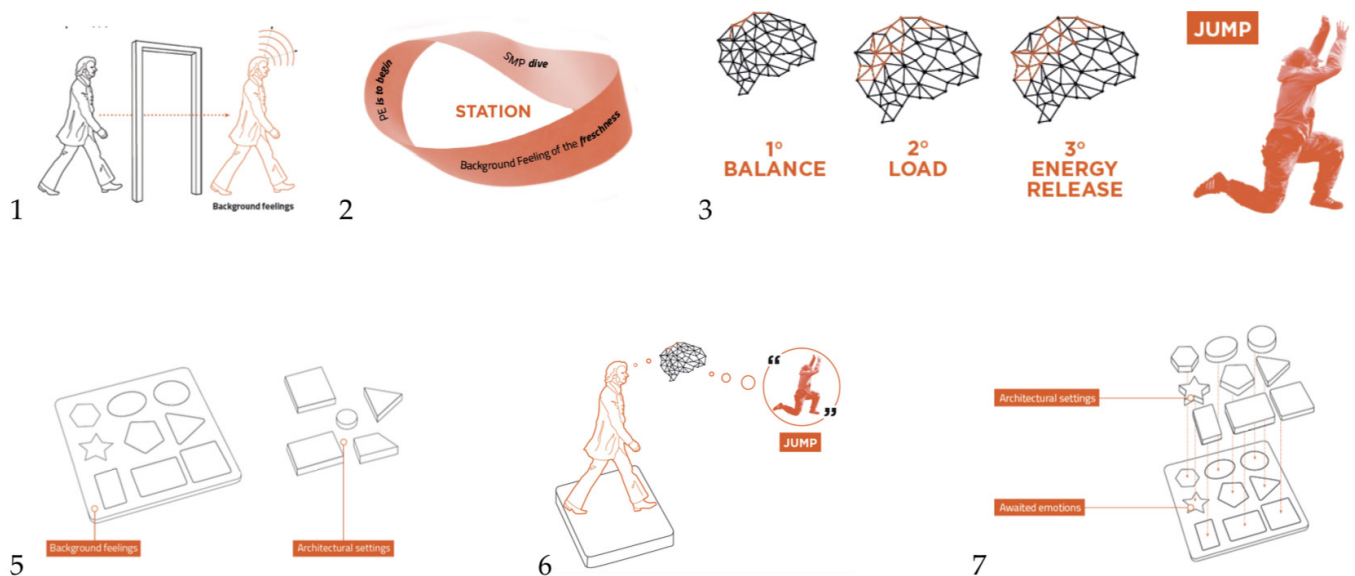 Background feelings
1
PE is to begin
SMP dive
STATION
Background Feeling of the freschness
2
1°
BALANCE
2°
LOAD
3°
ENERGY
RELEASE
JUMP
3
Background feelings
Architectural settings
5
“
”
JUMP
6
Architectural settings
Awaited emotions
7